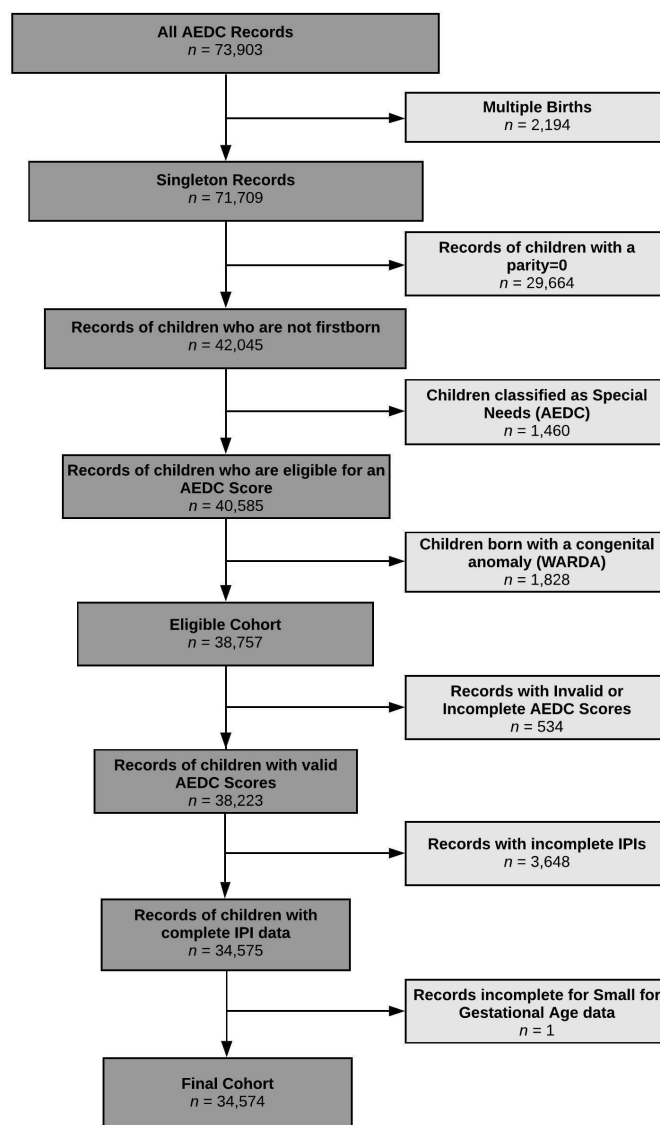 All AEDC Records
n = 73,903
Multiple Births
n = 2,194
Singleton Records
n = 71,709
Records of children with a
parity=0
n = 29,664
Records of children who are not firstborn
n = 42,045
Children classified as Special
Needs (AEDC)
n = 1,460
Records of children who are eligible for an
AEDC Score
n = 40,585
Children born with a congenital
anomaly (WARDA)
n = 1,828
Eligible Cohort
n = 38,757
Records with Invalid or
Incomplete AEDC Scores
n = 534
Records of children with valid
AEDC Scores
n = 38,223
Records with incomplete IPIs
n = 3,648
Records of children with
complete IPI data
n = 34,575
Records incomplete for Small for
Gestational Age data
n = 1
Final Cohort
n = 34,574